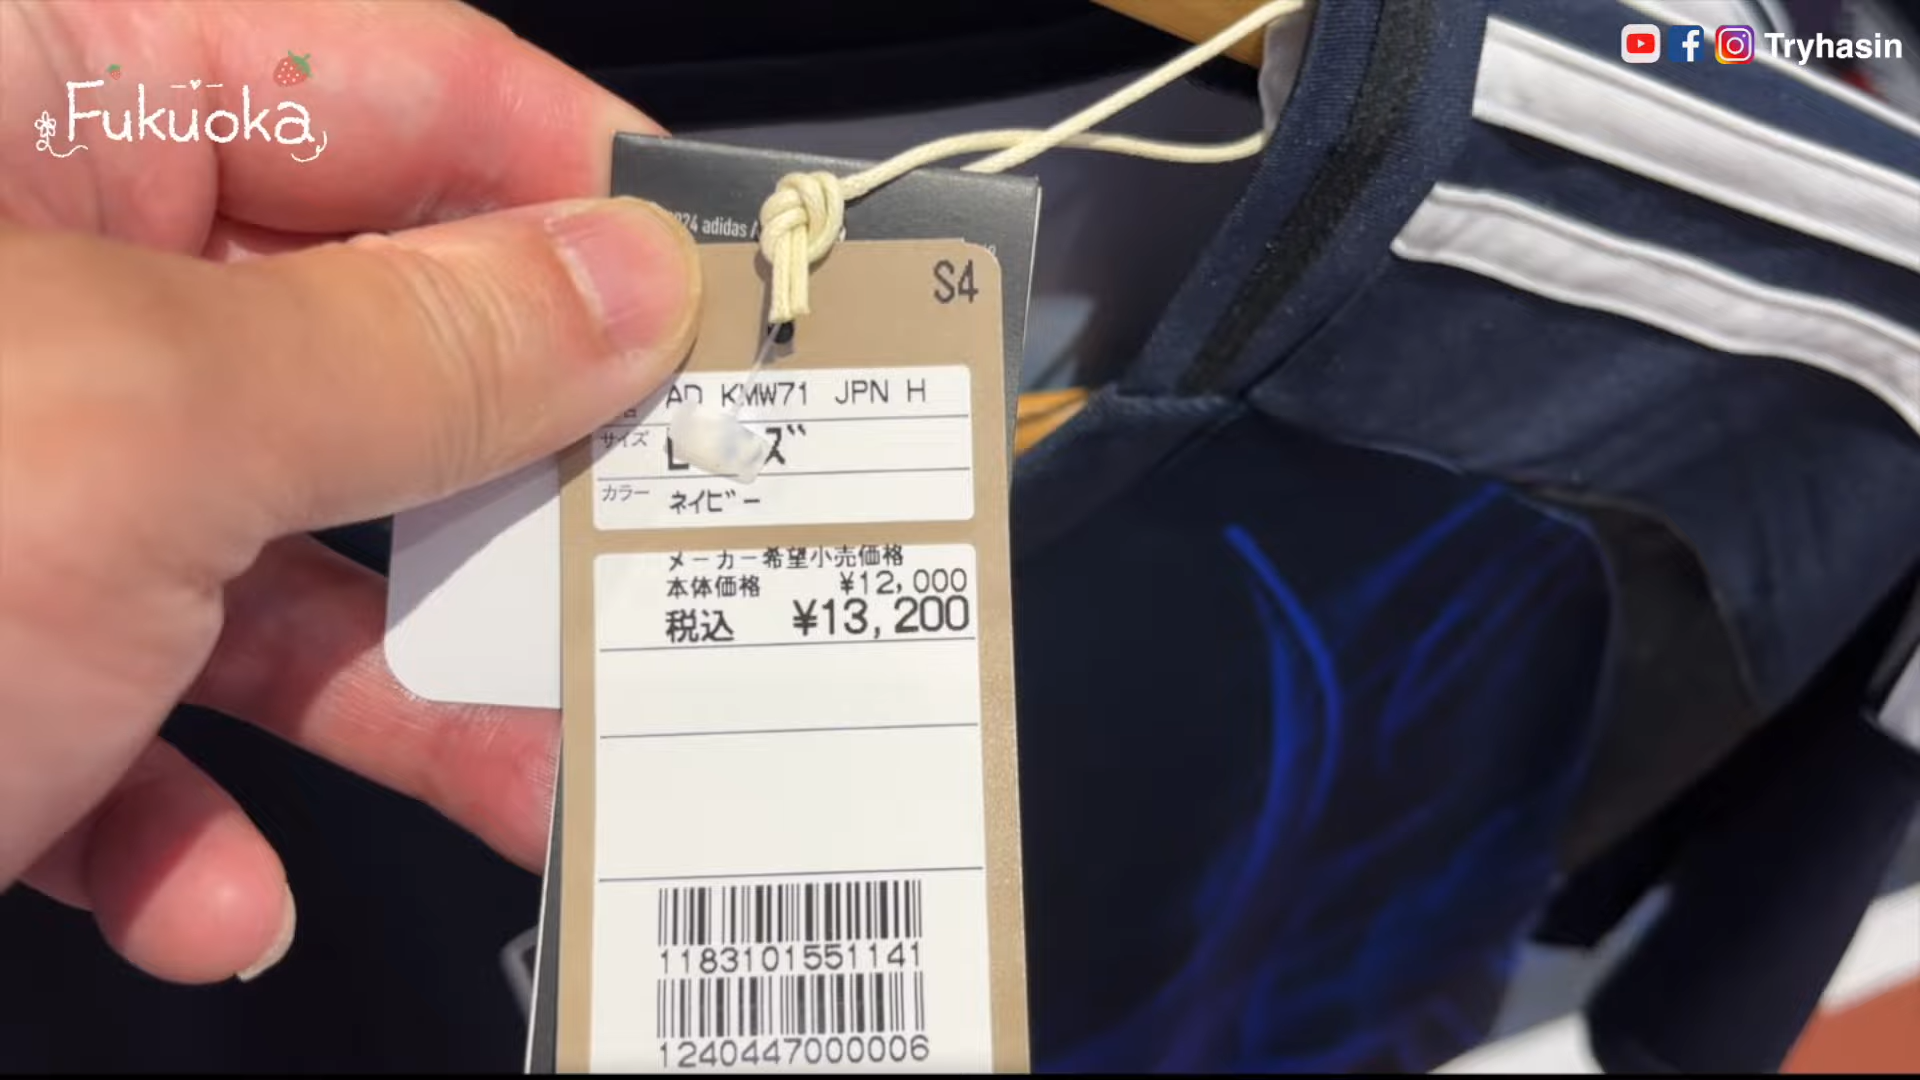 Fukuoka
Tryhasin
adidas /
S4
AD KMW71 JPN H
サイズ
カラー ネイビー
メーカー希望小売価格
本体価格 ¥12,000
税込 ¥13,200
1183101551141
1240447000006